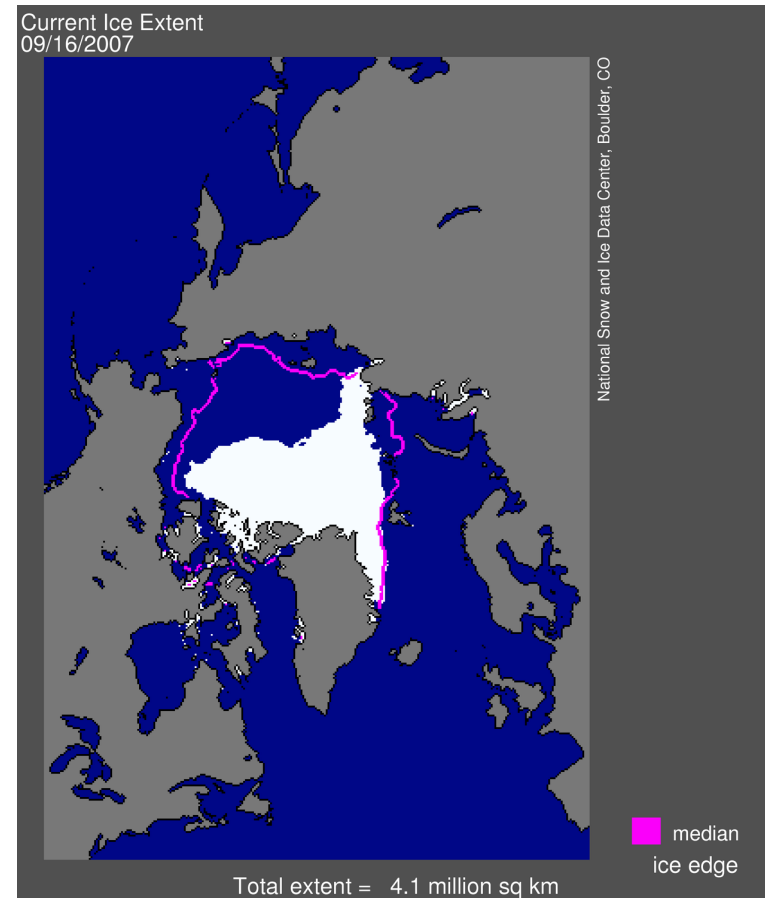 Current Ice Extent
09/16/2007
National Snow and Ice Data Center, Boulder, CO
median
ice edge
Total extent = 4.1 million sq km